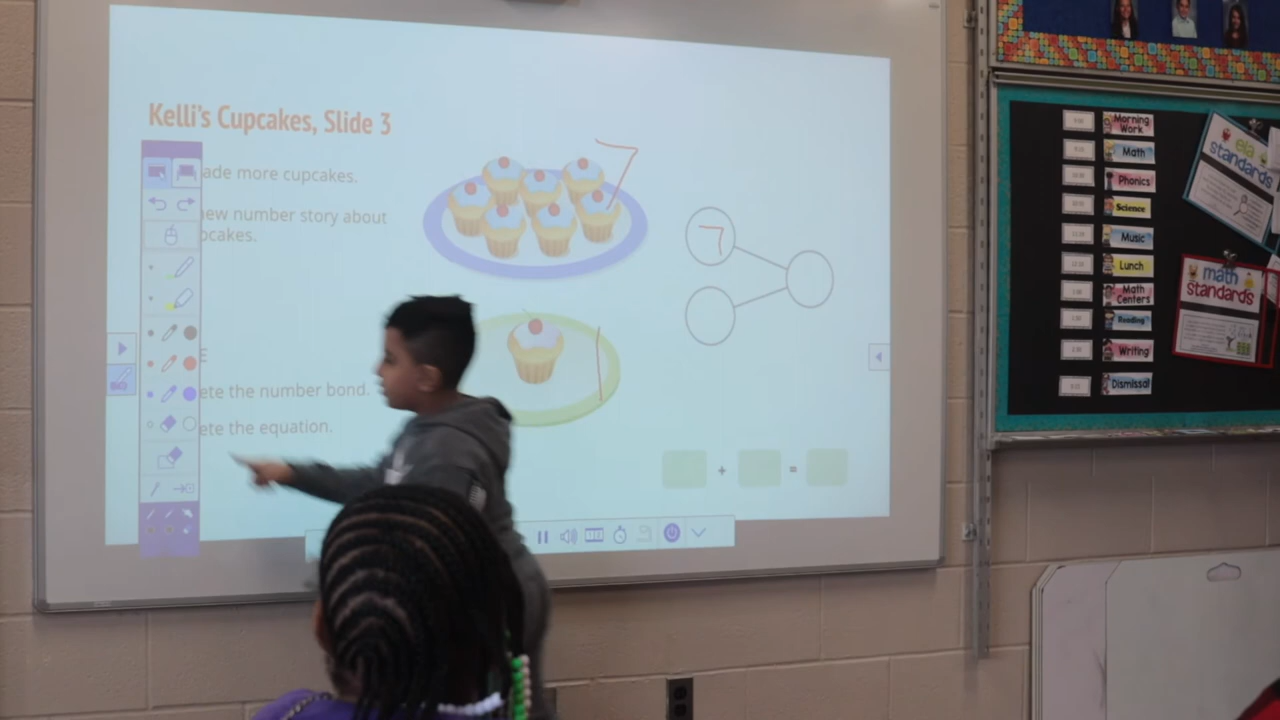 Kelli's Cupcakes, Slide 3
ade more cupcakes.
new number story about
pcakes.
E
ete the number bond.
ete the equation.
7
7
1
+ =
Morning
Work
Math
Phonics
Science
Music
Lunch
Math
Centers
Reading
Writing
Dismissal
ela
standards
math
standards